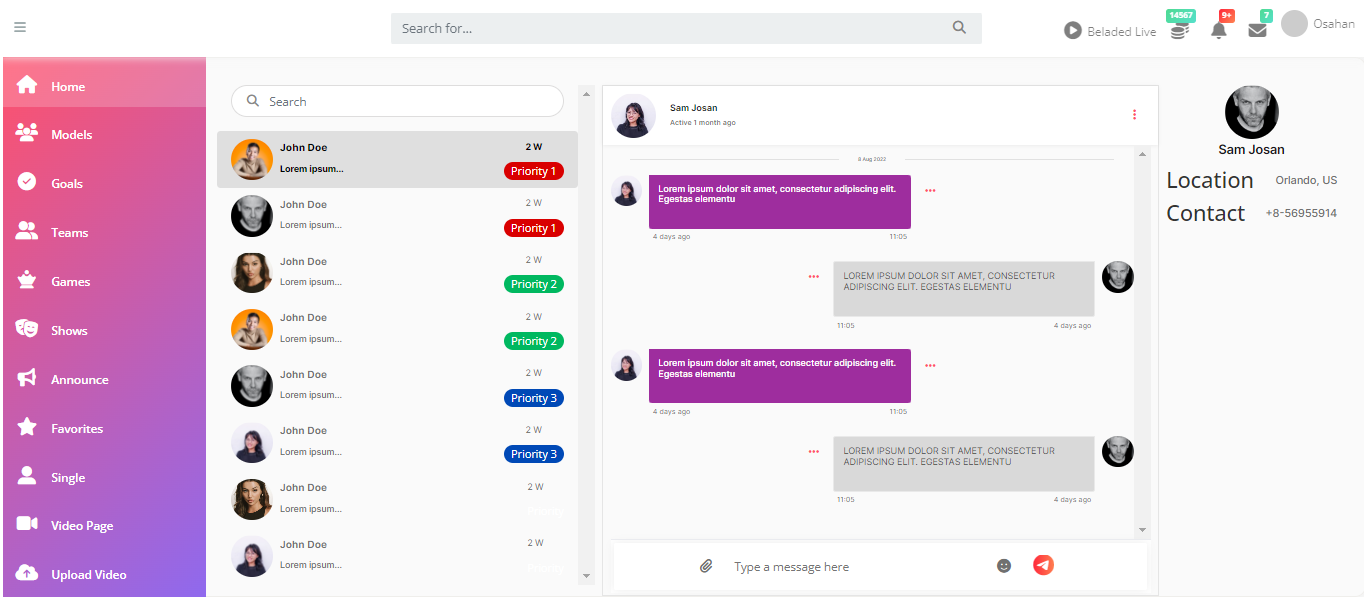 Search for...
Beladed Live
14567
9+
7
Osahan
Home
Models
Goals
Teams
Games
Shows
Announce
Favorites
Single
Video Page
Upload Video
Search
John Doe 2 W
Lorem ipsum... Priority 1
John Doe 2 W
Lorem ipsum... Priority 1
John Doe 2 W
Lorem ipsum... Priority 2
John Doe 2 W
Lorem ipsum... Priority 2
John Doe 2 W
Lorem ipsum... Priority 3
John Doe 2 W
Lorem ipsum... Priority 3
John Doe 2 W
Lorem ipsum...
John Doe 2 W
Lorem ipsum...
Sam Josan
Active 1 month ago
8 Aug 2022
Lorem ipsum dolor sit amet, consectetur adipiscing elit.
Egestas elementu
4 days ago 11:05
LOREM IPSUM DOLOR SIT AMET, CONSECTETUR
ADIPISCING ELIT. EGESTAS ELEMENTU
11:05 4 days ago
Lorem ipsum dolor sit amet, consectetur adipiscing elit.
Egestas elementu
4 days ago 11:05
LOREM IPSUM DOLOR SIT AMET, CONSECTETUR
ADIPISCING ELIT. EGESTAS ELEMENTU
11:05 4 days ago
Type a message here
Sam Josan
Location Orlando, US
Contact +8-56955914